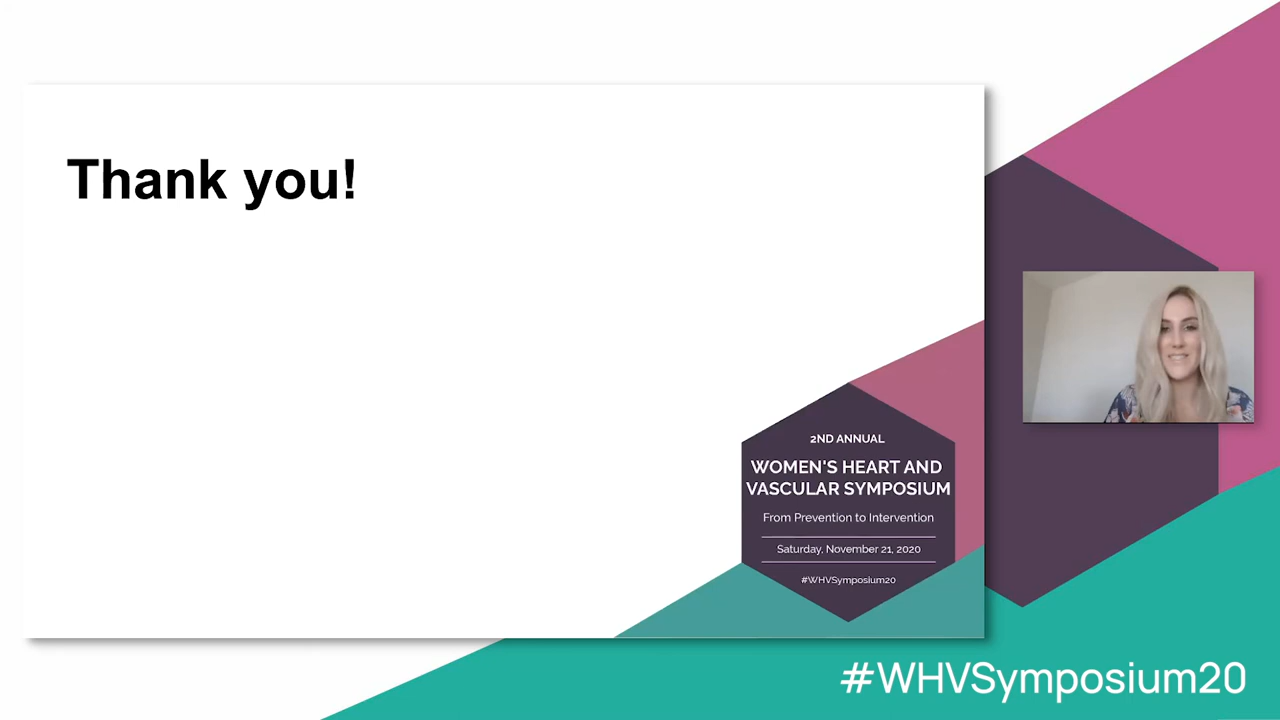 Thank you!
2ND ANNUAL
WOMEN'S HEART AND
VASCULAR SYMPOSIUM
From Prevention to Intervention
Saturday, November 21, 2020
#WHVSymposium20
#WHVSymposium20